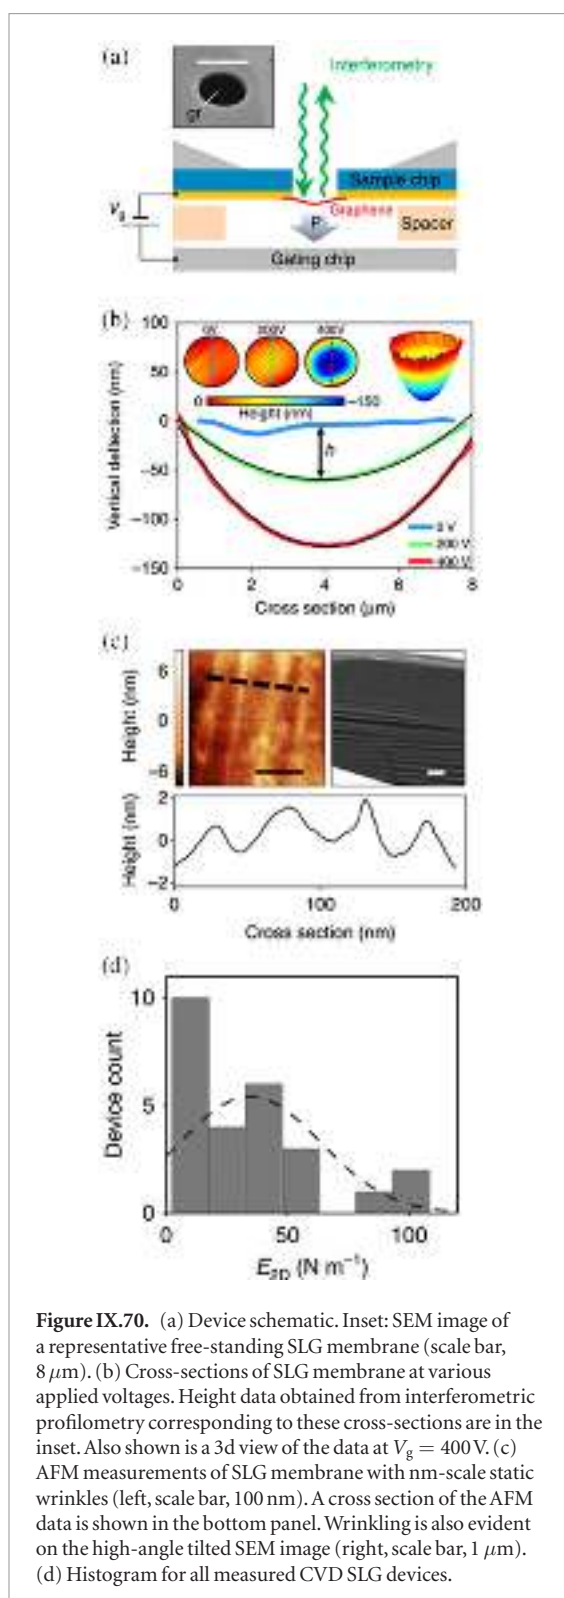 (a)
Interferometry
gr
Sample chip
Graphene
Vg
P
Spacer
Gating chip
(b)
100
0V 200V 400V
50
0 −150
Height (nm)
0
h
Vertical deflection (nm)
−50
−100
0 V
200 V
400 V
−150
0 2 4 6 8
Cross section (μm)
(c)
6
Height (nm)
0
−6
2
Height (nm)
0
−2
0 100 200
Cross section (nm)
(d)
10
Device count
5
0
0 50 100
E2D (N m−1)
Figure IX.70. (a) Device schematic. Inset: SEM image of
a representative free-standing SLG membrane (scale bar,
8 μm). (b) Cross-sections of SLG membrane at various
applied voltages. Height data obtained from interferometric
profilometry corresponding to these cross-sections are in the
inset. Also shown is a 3d view of the data at Vg = 400 V. (c)
AFM measurements of SLG membrane with nm-scale static
wrinkles (left, scale bar, 100 nm). A cross section of the AFM
data is shown in the bottom panel. Wrinkling is also evident
on the high-angle tilted SEM image (right, scale bar, 1 μm).
(d) Histogram for all measured CVD SLG devices.